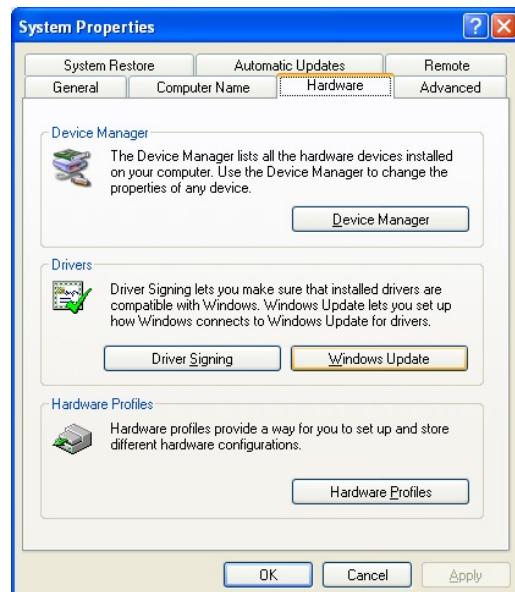 System Properties
System Restore Automatic Updates Remote
General Computer Name Hardware Advanced
Device Manager
The Device Manager lists all the hardware devices installed
on your computer. Use the Device Manager to change the
properties of any device.
Device Manager
Drivers
Driver Signing lets you make sure that installed drivers are
compatible with Windows. Windows Update lets you set up
how Windows connects to Windows Update for drivers.
Driver Signing Windows Update
Hardware Profiles
Hardware profiles provide a way for you to set up and store
different hardware configurations.
Hardware Profiles
OK Cancel Apply